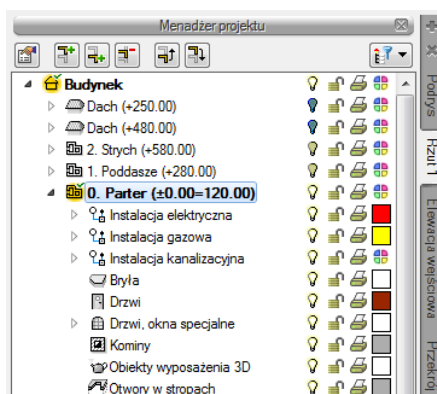 Menadżer projektu
Budynek
Dach (+250.00)
Dach (+480.00)
2. Strych (+580.00)
1. Poddasze (+280.00)
0. Parter (±0.00=120.00)
Instalacja elektryczna
Instalacja gazowa
Instalacja kanalizacyjna
Bryła
Drzwi
Drzwi, okna specjalne
Kominy
Obiekty wyposażenia 3D
Otwory w stropach
Podrys
Rzut 1
Elewacja wejściowa
Przekrój